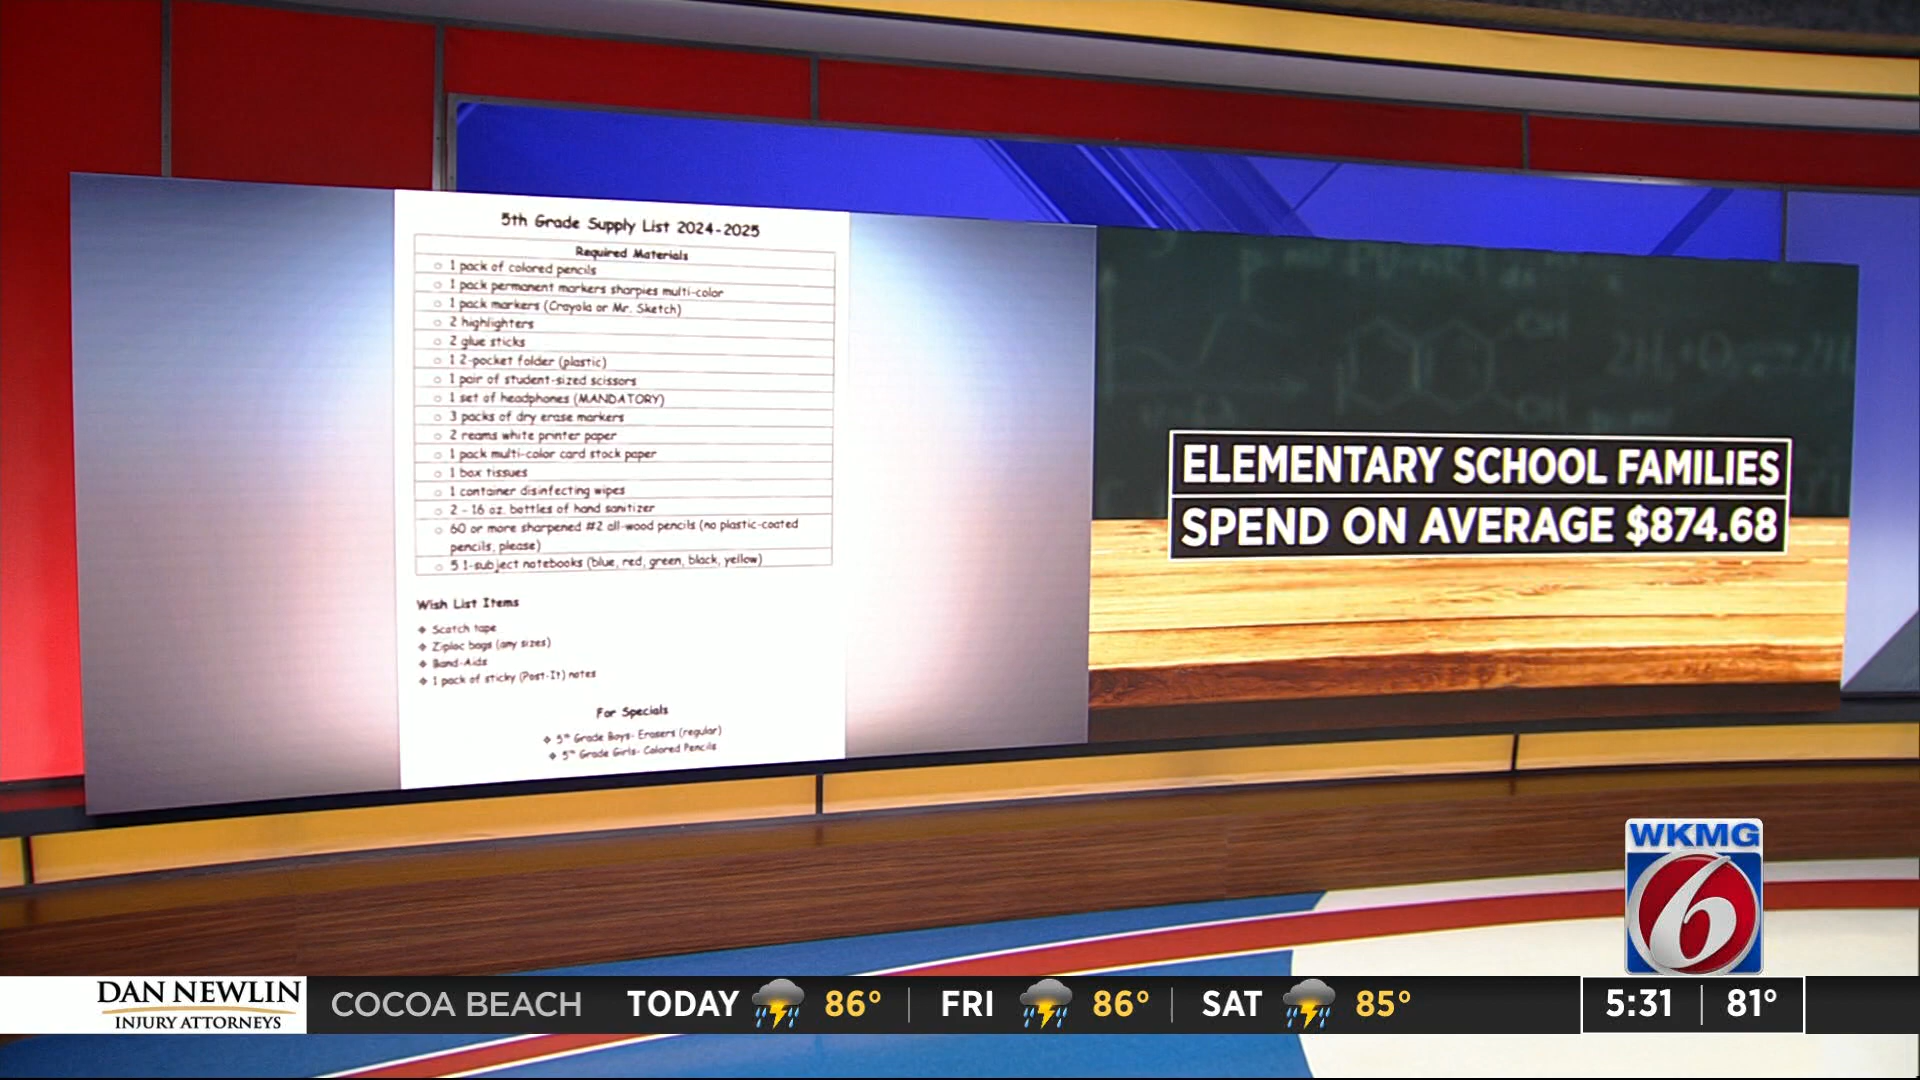 5th Grade Supply List 2024-2025
Required Materials
○ 1 pack of colored pencils
○ 1 pack permanent markers sharpies multi-color
○ 1 pack markers (Crayola or Mr. Sketch)
○ 2 highlighters
○ 2 glue sticks
○ 1 2-pocket folder (plastic)
○ 1 pair of student-sized scissors
○ 1 set of headphones (MANDATORY)
○ 3 packs of dry erase markers
○ 2 reams white printer paper
○ 1 pack multi-color card stock paper
○ 1 box tissues
○ 1 container disinfecting wipes
○ 2 - 16 oz. bottles of hand sanitizer
○ 60 or more sharpened #2 all-wood pencils (no plastic-coated
pencils, please)
○ 5 1-subject notebooks (blue, red, green, black, yellow)
Wish List Items
❖ Scotch tape
❖ Ziploc bags (any sizes)
❖ Band-Aids
❖ 1 pack of sticky (Post-It) notes
For Specials
❖ 5th Grade Boys- Erasers (regular)
❖ 5th Grade Girls- Colored Pencils
ELEMENTARY SCHOOL FAMILIES
SPEND ON AVERAGE $874.68
WKMG
6
DAN NEWLIN
INJURY ATTORNEYS
COCOA BEACH TODAY 86° | FRI 86° | SAT 85°
5:31 | 81°